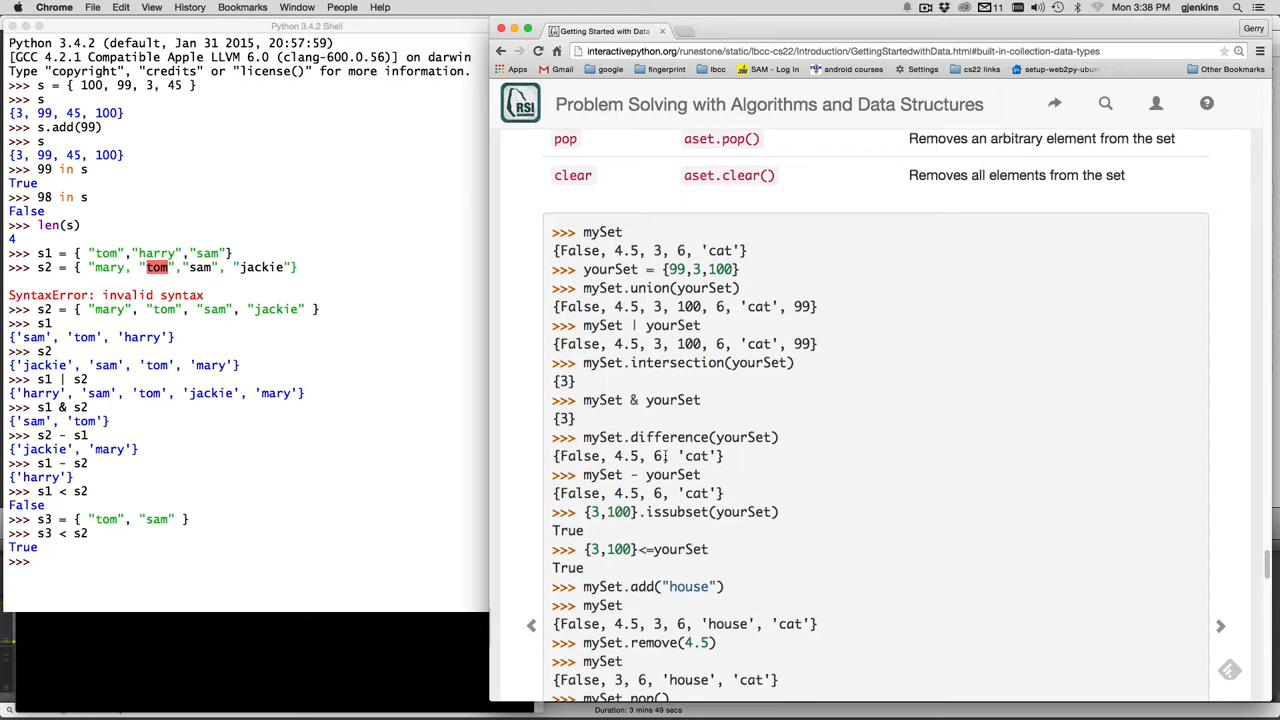 Chrome File Edit View History Bookmarks Window People Help
11
Mon 3:38 PM gjenkins
Python 3.4.2 Shell
Python 3.4.2 (default, Jan 31 2015, 20:57:59)
[GCC 4.2.1 Compatible Apple LLVM 6.0 (clang-600.0.56)] on darwin
Type "copyright", "credits" or "license()" for more information.
>>> s = { 100, 99, 3, 45 }
>>> s
{3, 99, 45, 100}
>>> s.add(99)
>>> s
{3, 99, 45, 100}
>>> 99 in s
True
>>> 98 in s
False
>>> len(s)
4
>>> s1 = { "tom","harry","sam"}
>>> s2 = { "mary, "tom","sam", "jackie"}
SyntaxError: invalid syntax
>>> s2 = { "mary", "tom", "sam", "jackie" }
>>> s1
{'sam', 'tom', 'harry'}
>>> s2
{'jackie', 'sam', 'tom', 'mary'}
>>> s1 | s2
{'harry', 'sam', 'tom', 'jackie', 'mary'}
>>> s1 & s2
{'sam', 'tom'}
>>> s2 - s1
{'jackie', 'mary'}
>>> s1 - s2
{'harry'}
>>> s1 < s2
False
>>> s3 = { "tom", "sam" }
>>> s3 < s2
True
>>>
Getting Started with Data
Gerry
interactivepython.org/runestone/static/lbcc-cs22/Introduction/GettingStartedwithData.html#built-in-collection-data-types
Apps Gmail google fingerprint lbcc SAM - Log In android courses Settings cs22 links setup-web2py-ubun Other Bookmarks
RSI
Problem Solving with Algorithms and Data Structures
pop aset.pop() Removes an arbitrary element from the set
clear aset.clear() Removes all elements from the set
>>> mySet
{False, 4.5, 3, 6, 'cat'}
>>> yourSet = {99,3,100}
>>> mySet.union(yourSet)
{False, 4.5, 3, 100, 6, 'cat', 99}
>>> mySet | yourSet
{False, 4.5, 3, 100, 6, 'cat', 99}
>>> mySet.intersection(yourSet)
{3}
>>> mySet & yourSet
{3}
>>> mySet.difference(yourSet)
{False, 4.5, 6, 'cat'}
>>> mySet - yourSet
{False, 4.5, 6, 'cat'}
>>> {3,100}.issubset(yourSet)
True
>>> {3,100}<=yourSet
True
>>> mySet.add("house")
>>> mySet
{False, 4.5, 3, 6, 'house', 'cat'}
>>> mySet.remove(4.5)
>>> mySet
{False, 3, 6, 'house', 'cat'}
>>> mySet.pop()
Duration: 3 mins 49 secs